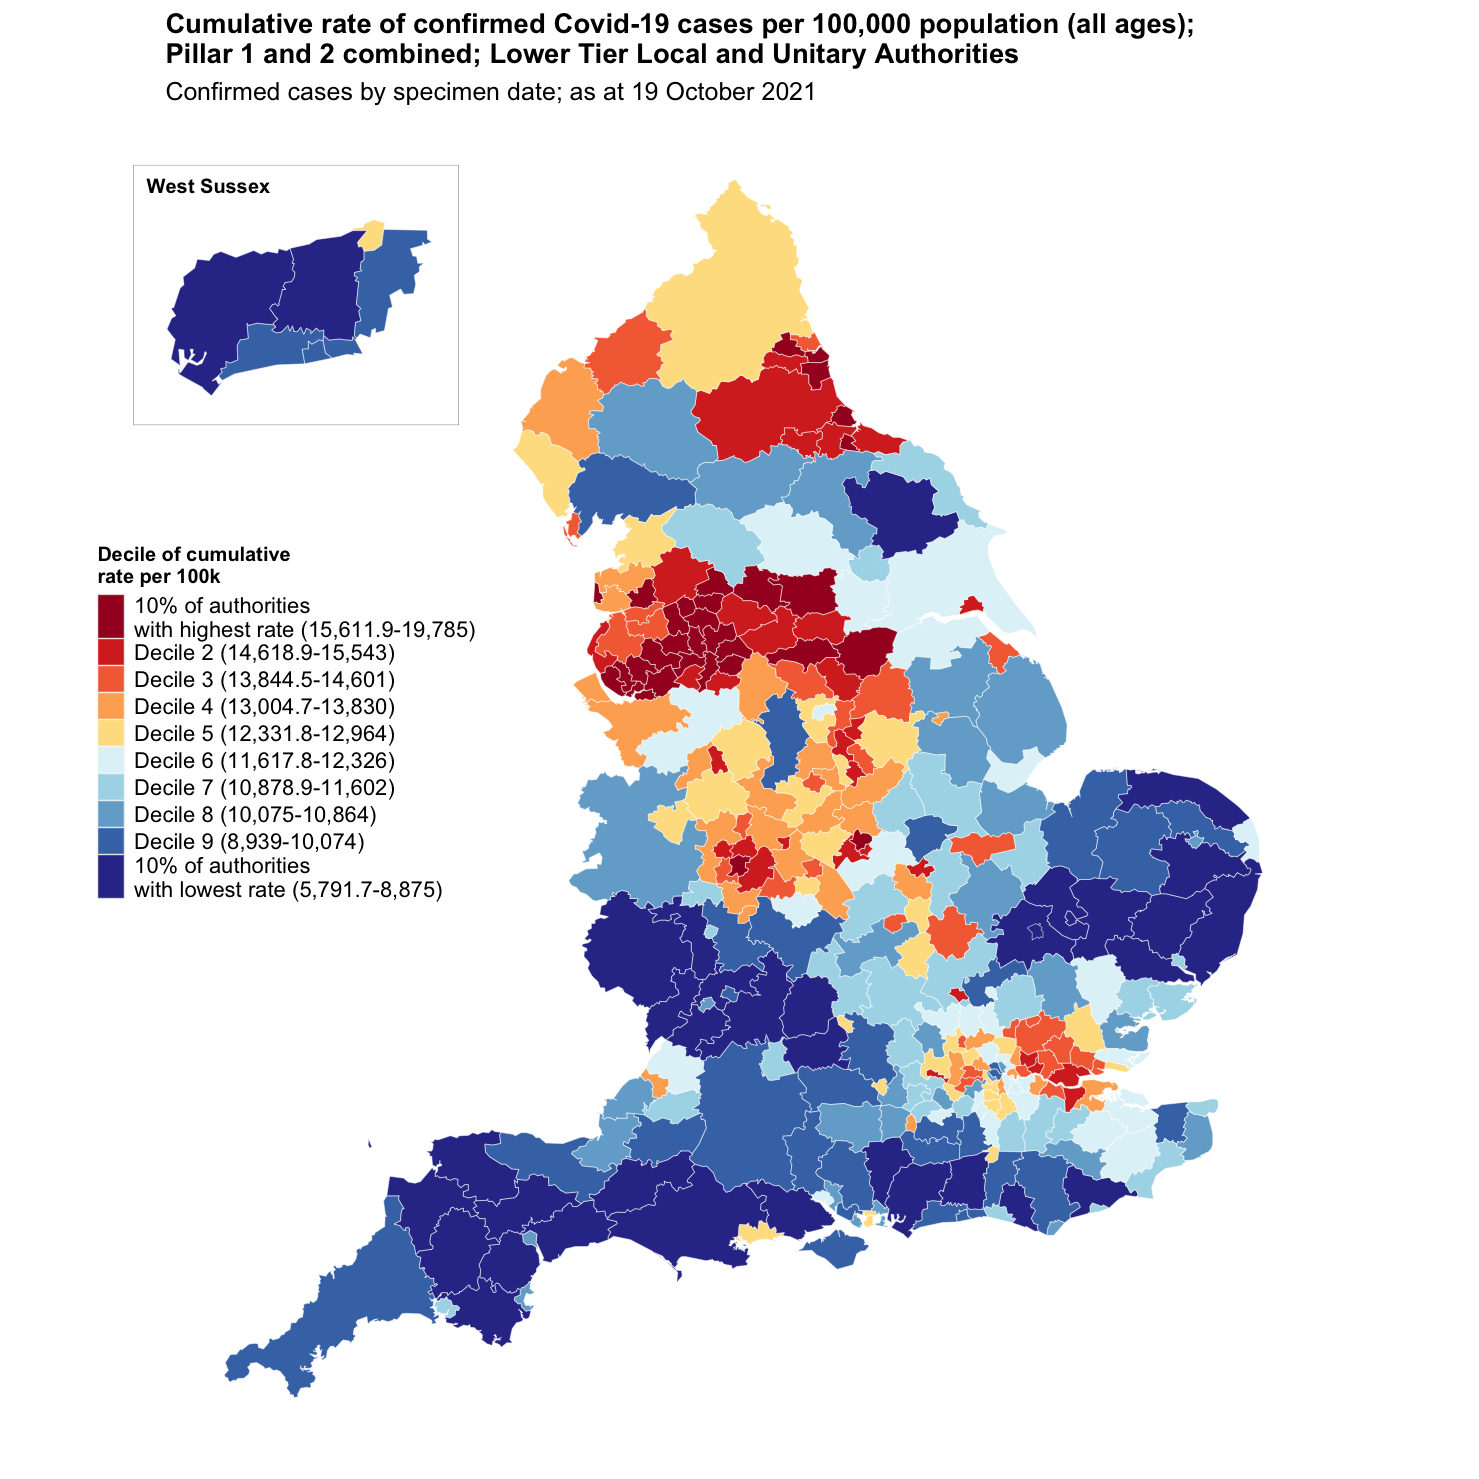 Cumulative rate of confirmed Covid-19 cases per 100,000 population (all ages);
Pillar 1 and 2 combined; Lower Tier Local and Unitary Authorities
Confirmed cases by specimen date; as at 19 October 2021
West Sussex
Decile of cumulative
rate per 100k
10% of authorities
with highest rate (15,611.9-19,785)
Decile 2 (14,618.9-15,543)
Decile 3 (13,844.5-14,601)
Decile 4 (13,004.7-13,830)
Decile 5 (12,331.8-12,964)
Decile 6 (11,617.8-12,326)
Decile 7 (10,878.9-11,602)
Decile 8 (10,075-10,864)
Decile 9 (8,939-10,074)
10% of authorities
with lowest rate (5,791.7-8,875)